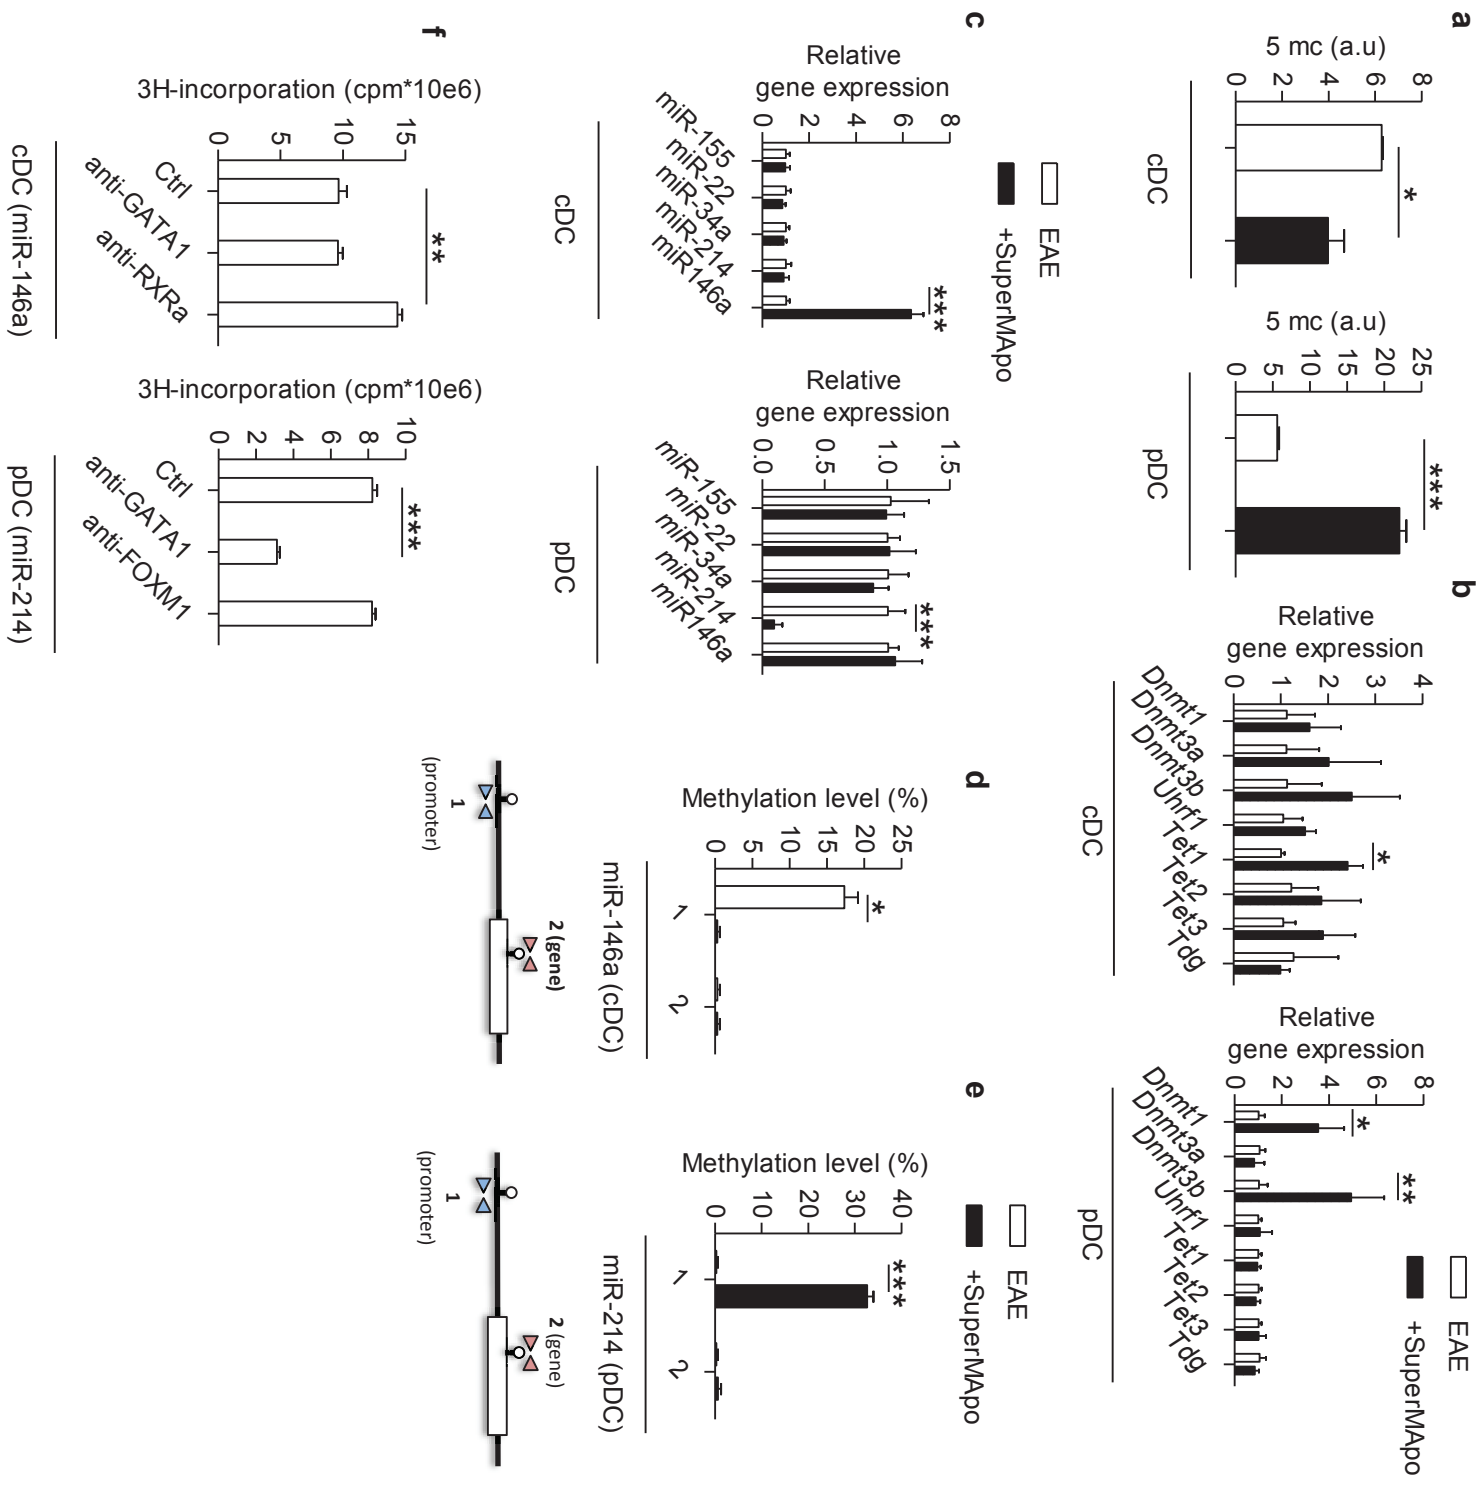 a
5 mc (a.u)
0
2
4
6
8
*
cDC
5 mc (a.u)
0
5
10
15
20
25
***
pDC
b
Relative
gene expression
0
1
2
3
4
*
Dnmt1
Dnmt3a
Dnmt3b
Uhrf1
Tet1
Tet2
Tet3
Tdg
cDC
Relative
gene expression
0
2
4
6
8
*
**
Dnmt1
Dnmt3a
Dnmt3b
Uhrf1
Tet1
Tet2
Tet3
Tdg
pDC
EAE
+SuperMApo
c
EAE
+SuperMApo
Relative
gene expression
0
2
4
6
8
***
miR-155
miR-22
miR-34a
miR-214
miR146a
cDC
Relative
gene expression
0.0
0.5
1.0
1.5
***
miR-155
miR-22
miR-34a
miR-214
miR146a
pDC
d
Methylation level (%)
0
5
10
15
20
25
*
1
2
miR-146a (cDC)
2 (gene)
1
(promoter)
e
EAE
+SuperMApo
Methylation level (%)
0
10
20
30
40
***
1
2
miR-214 (pDC)
2 (gene)
1
(promoter)
f
3H-incorporation (cpm*10e6)
0
5
10
15
**
Ctrl
anti-GATA1
anti-RXRa
cDC (miR-146a)
3H-incorporation (cpm*10e6)
0
2
4
6
8
10
***
Ctrl
anti-GATA1
anti-FOXM1
pDC (miR-214)